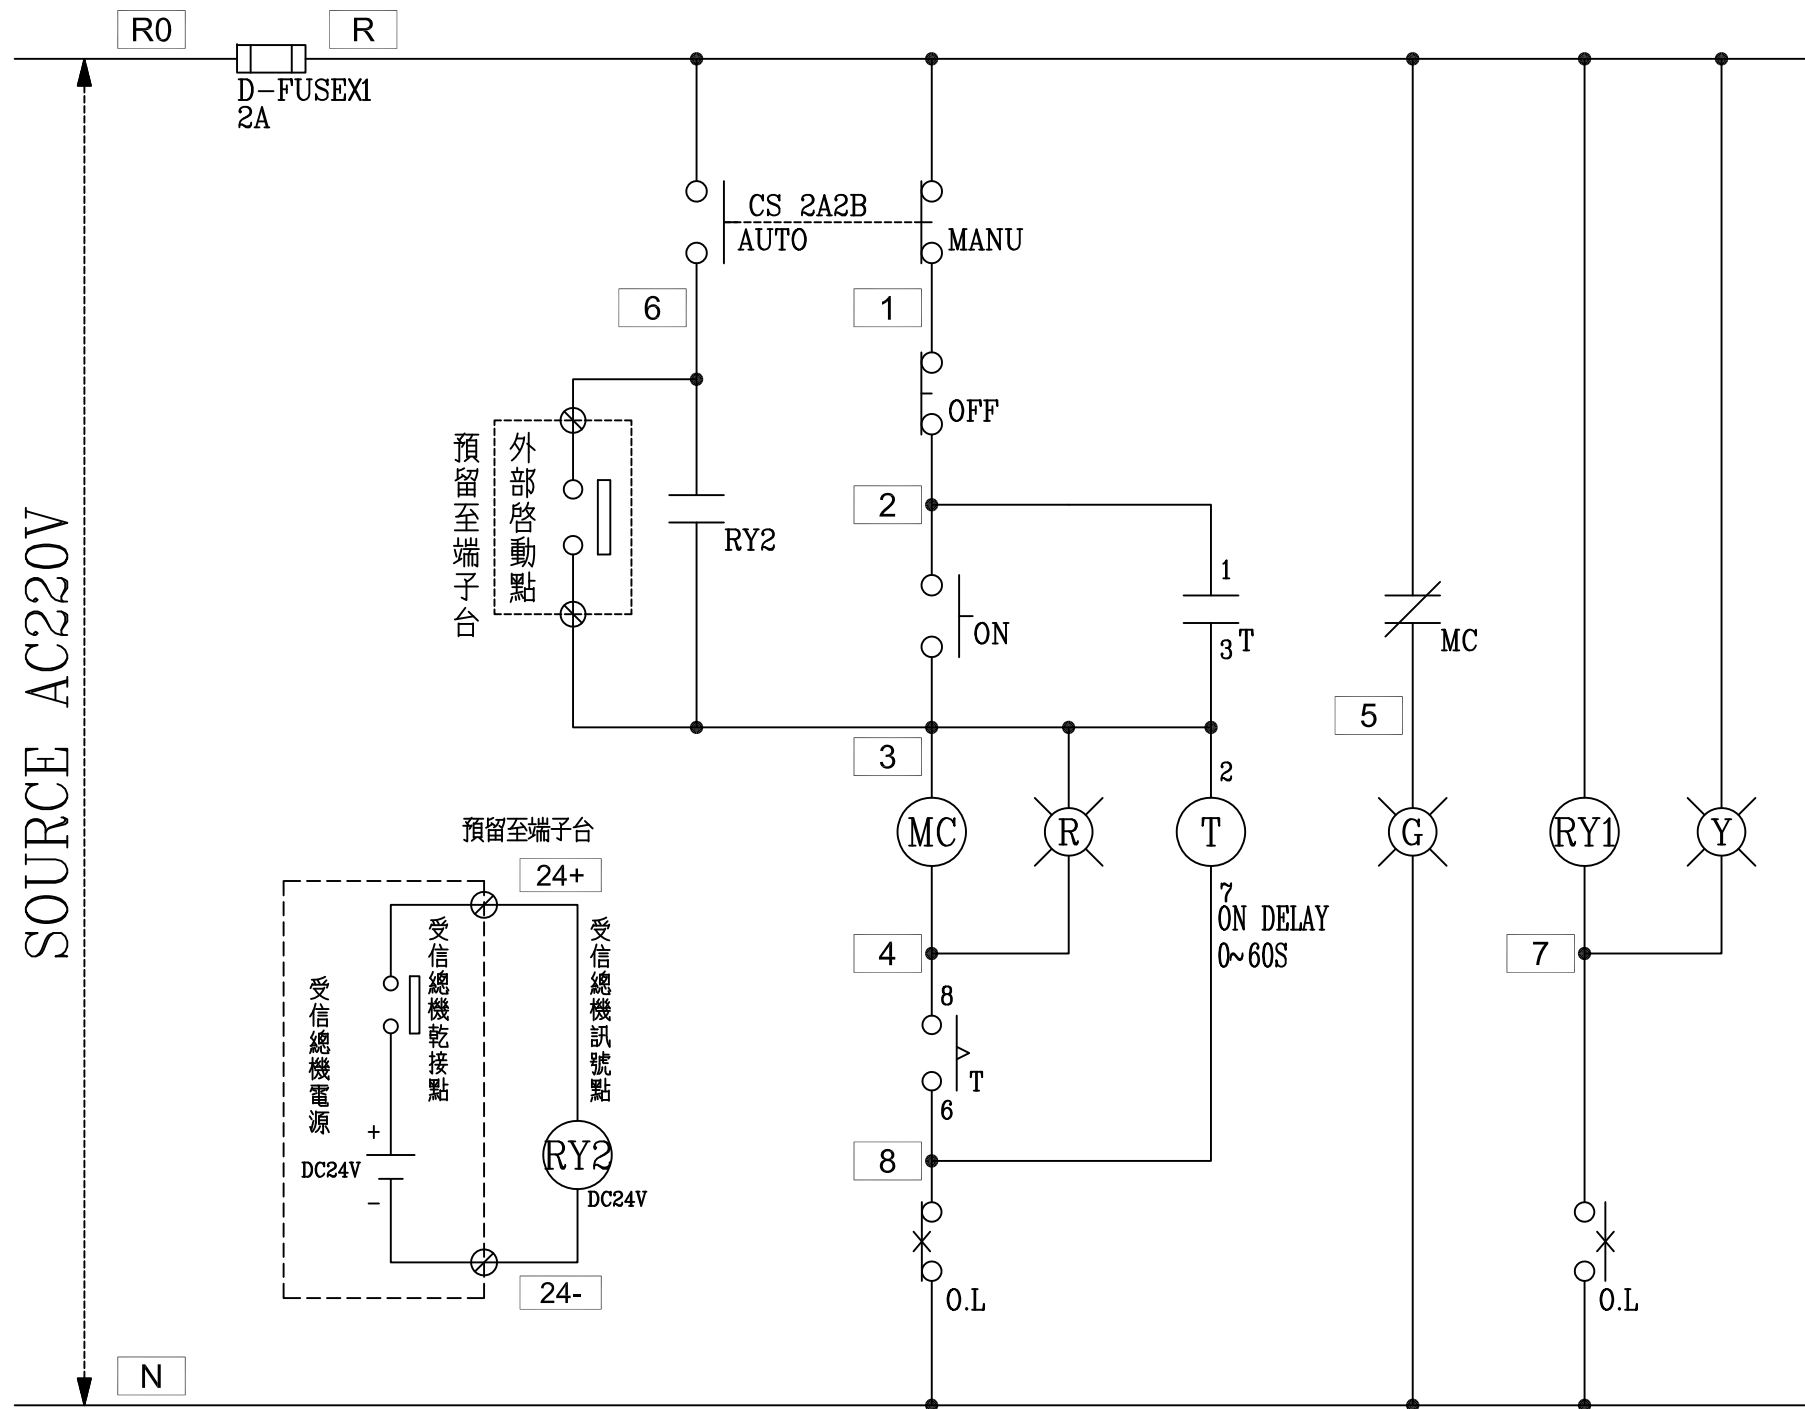 R0
R
D-FUSEX1
2A
SOURCE AC220V
CS 2A2B
AUTO
MANU
6
1
OFF
預留至端子台
外部啓動點
RY2
2
ON
1
3
T
MC
5
3
2
MC
R
T
G
RY1
Y
7
ON DELAY
0~60S
4
7
8
T
6
8
O.L
O.L
預留至端子台
24+
受信總機電源
受信總機乾接點
受信總機訊號點
+
DC24V
-
RY2
DC24V
24-
N